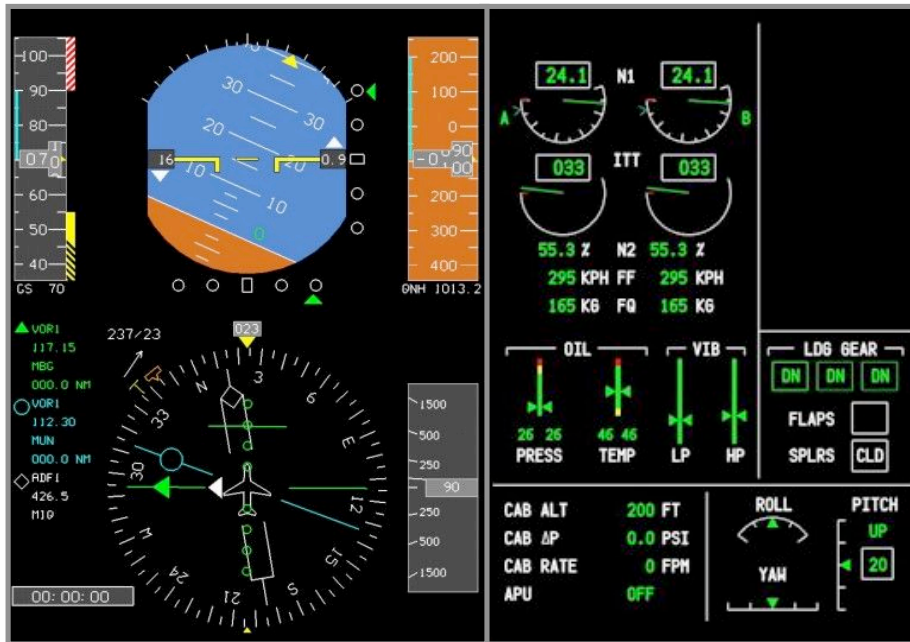 100
90
80
07
60
50
40
GS 70
30
30
20
20
10
10
0
16
0.9
200
100
0
-0
200
300
400
QNH 1013.2
VOR1
117.15
MBG
000.0 NM
VOR1
112.30
MUN
000.0 NM
ADF1
426.5
MIQ
237/23
023
N
3
6
E
12
15
S
21
24
W
30
33
1500
500
250
90
250
500
1500
00:00:00
24.1 N1 24.1
A
B
033 ITT 033
55.3 % N2 55.3 %
295 KPH FF 295 KPH
165 KG FQ 165 KG
OIL
VIB
26 26
46 46
PRESS TEMP LP HP
LDG GEAR
DN DN DN
FLAPS
SPLRS CLD
CAB ALT 200 FT
CAB ΔP 0.0 PSI
CAB RATE 0 FPM
APU OFF
ROLL
YAW
PITCH
UP
20